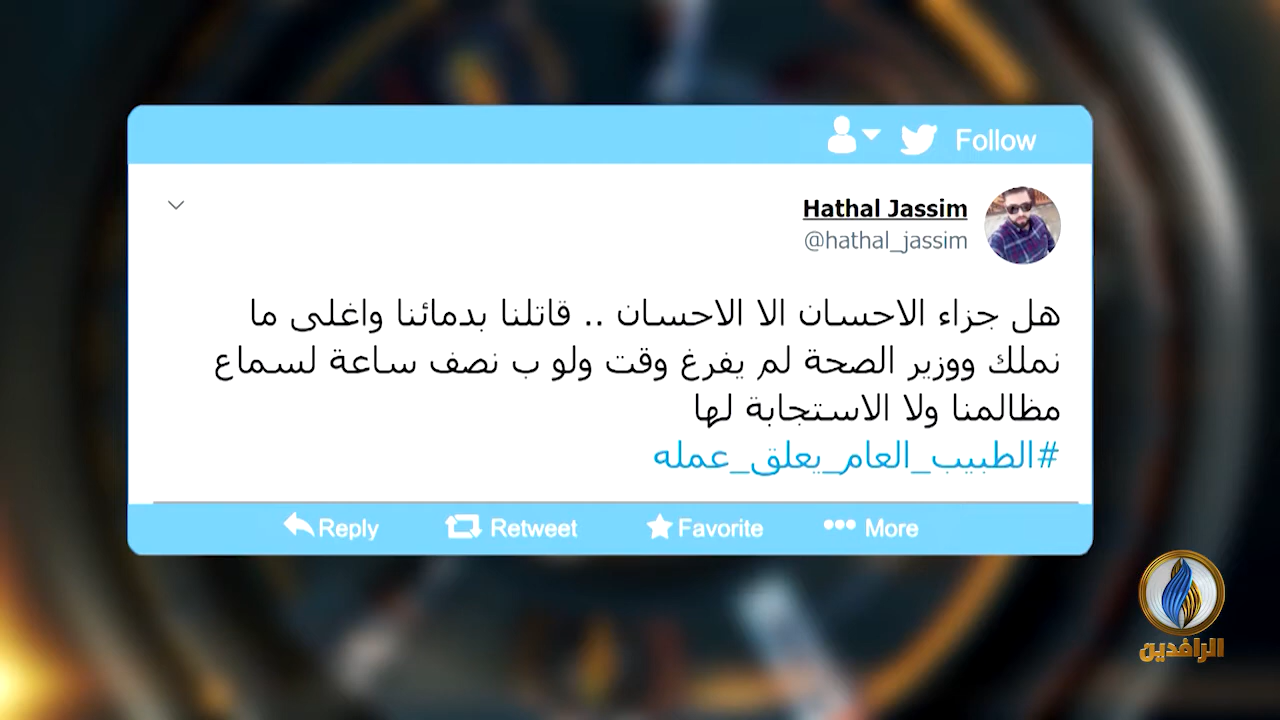 Follow
Hathal Jassim
@hathal_jassim
هل جزاء الاحسان الا الاحسان .. قاتلنا بدمائنا واغلى ما
نملك ووزير الصحة لم يفرغ وقت ولو ب نصف ساعة لسماع
مظالمنا ولا الاستجابة لها
#الطبيب_العام_يعلق_عمله
Reply Retweet Favorite More
الرافدين